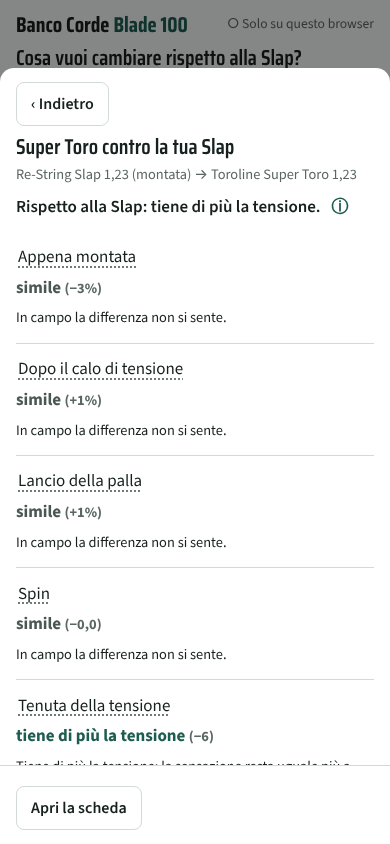 Banco Corde Blade 100
Solo su questo browser
Cosa vuoi cambiare rispetto alla Slap?
‹ Indietro
Super Toro contro la tua Slap
Re-String Slap 1,23 (montata) → Toroline Super Toro 1,23
Rispetto alla Slap: tiene di più la tensione. ⓘ
Appena montata
simile (−3%)
In campo la differenza non si sente.
Dopo il calo di tensione
simile (+1%)
In campo la differenza non si sente.
Lancio della palla
simile (+1%)
In campo la differenza non si sente.
Spin
simile (−0,0)
In campo la differenza non si sente.
Tenuta della tensione
tiene di più la tensione (−6)
Apri la scheda